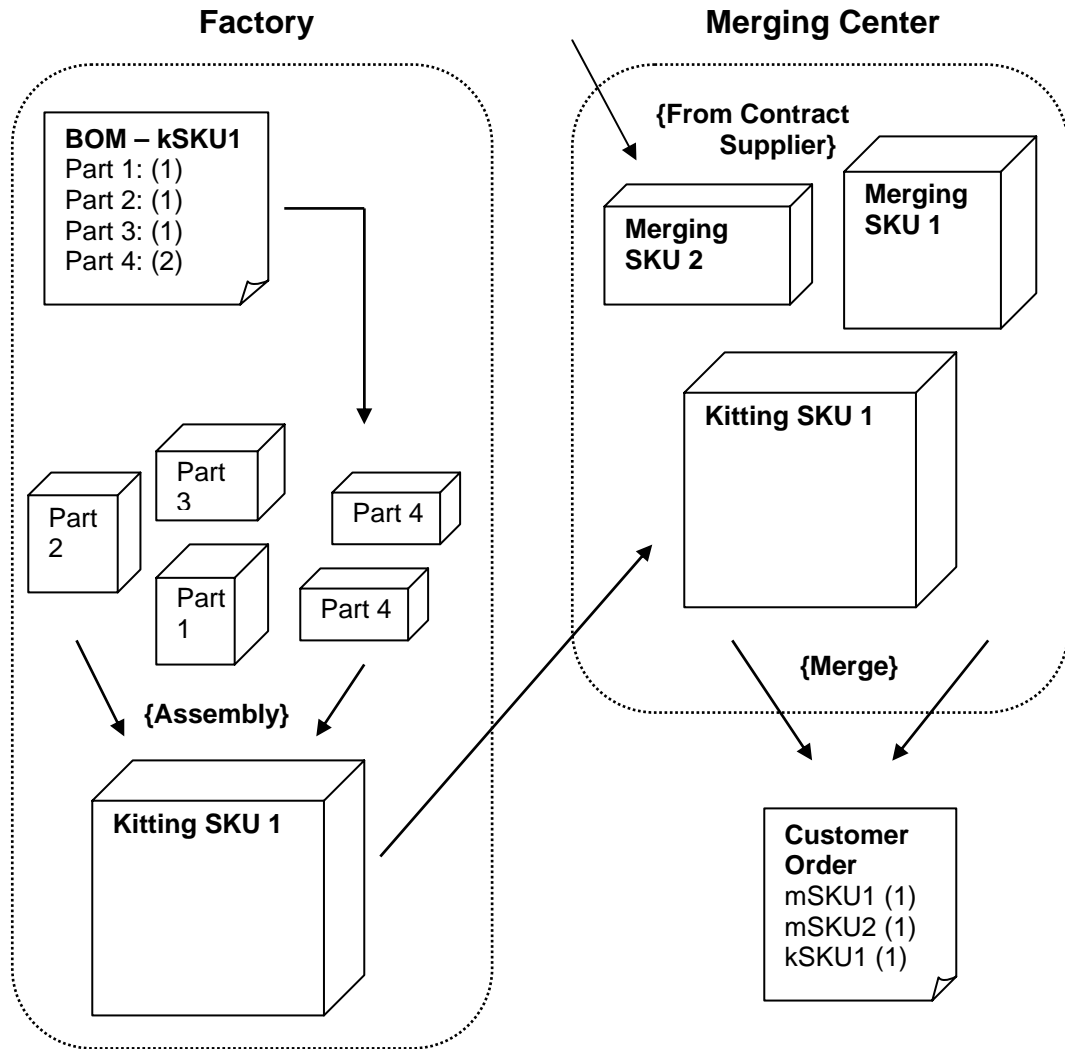 Factory
BOM – kSKU1
Part 1: (1)
Part 2: (1)
Part 3: (1)
Part 4: (2)
Part
2
Part
3
Part
1
Part 4
Part 4
{Assembly}
Kitting SKU 1
Merging Center
{From Contract
Supplier}
Merging
SKU 2
Merging
SKU 1
Kitting SKU 1
{Merge}
Customer
Order
mSKU1 (1)
mSKU2 (1)
kSKU1 (1)